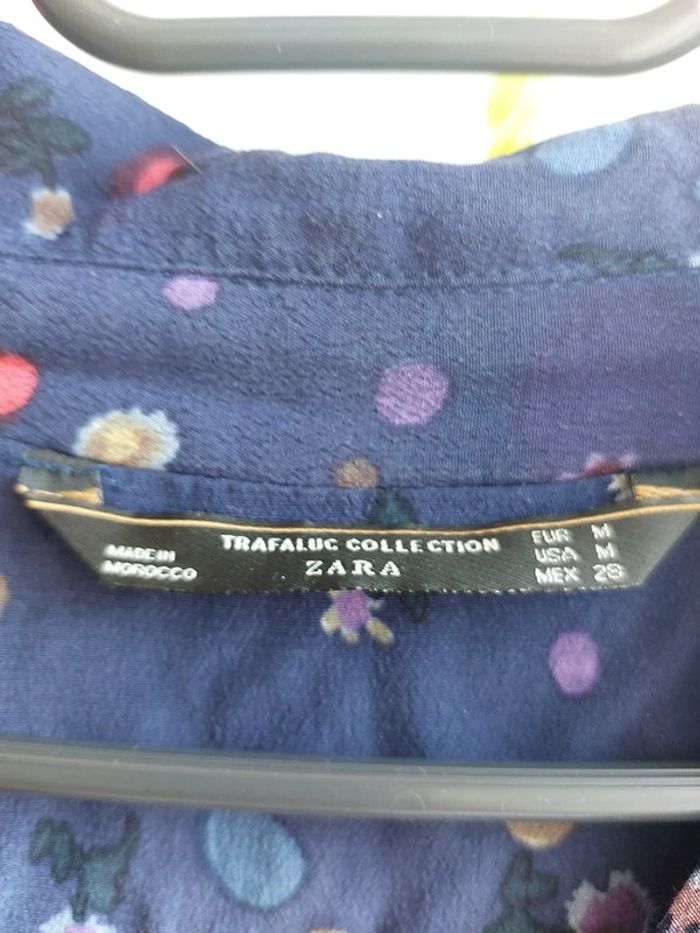 MADE IN
MOROCCO
TRAFALUC COLLECTION
ZARA
EUR M
USA M
MEX 28